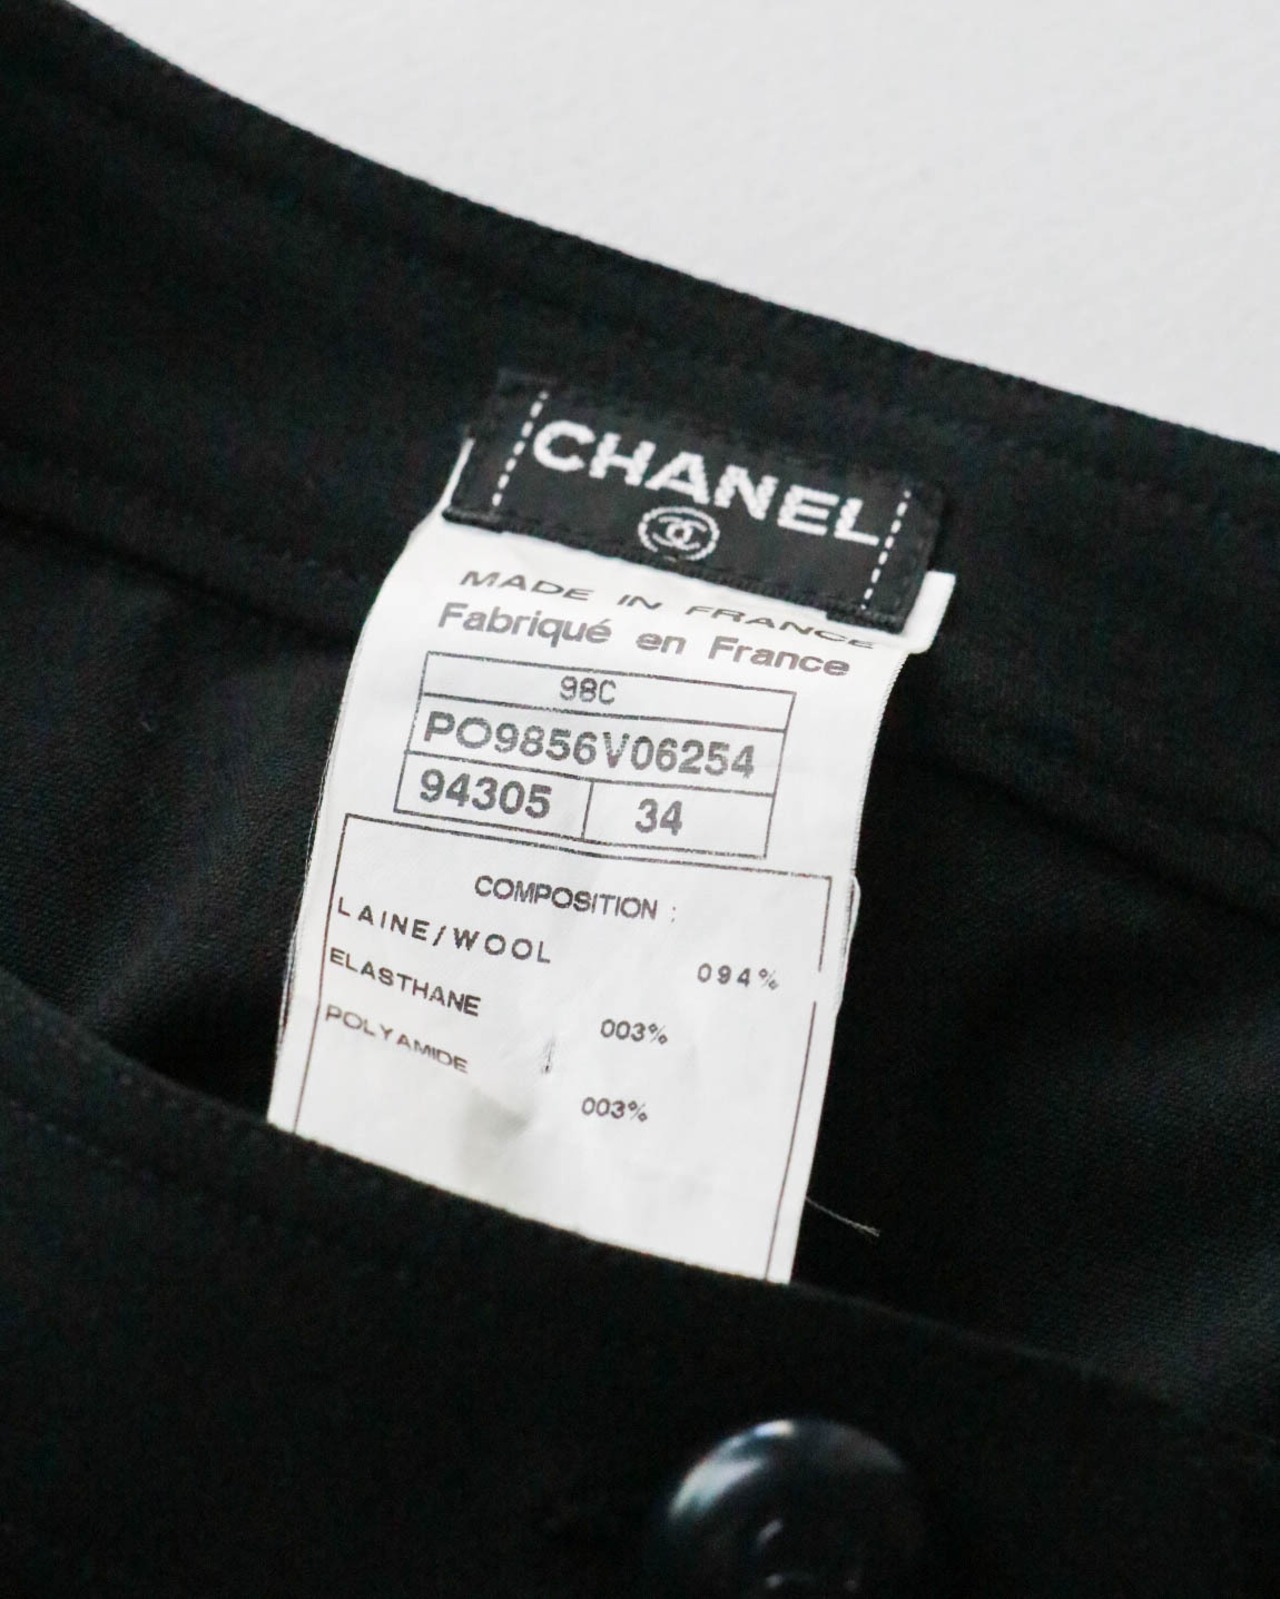 CHANEL
MADE IN FRANCE
Fabriqué en France
98C
PO9856V06254
94305 34
COMPOSITION :
LAINE/WOOL 094%
ELASTHANE 003%
POLYAMIDE 003%